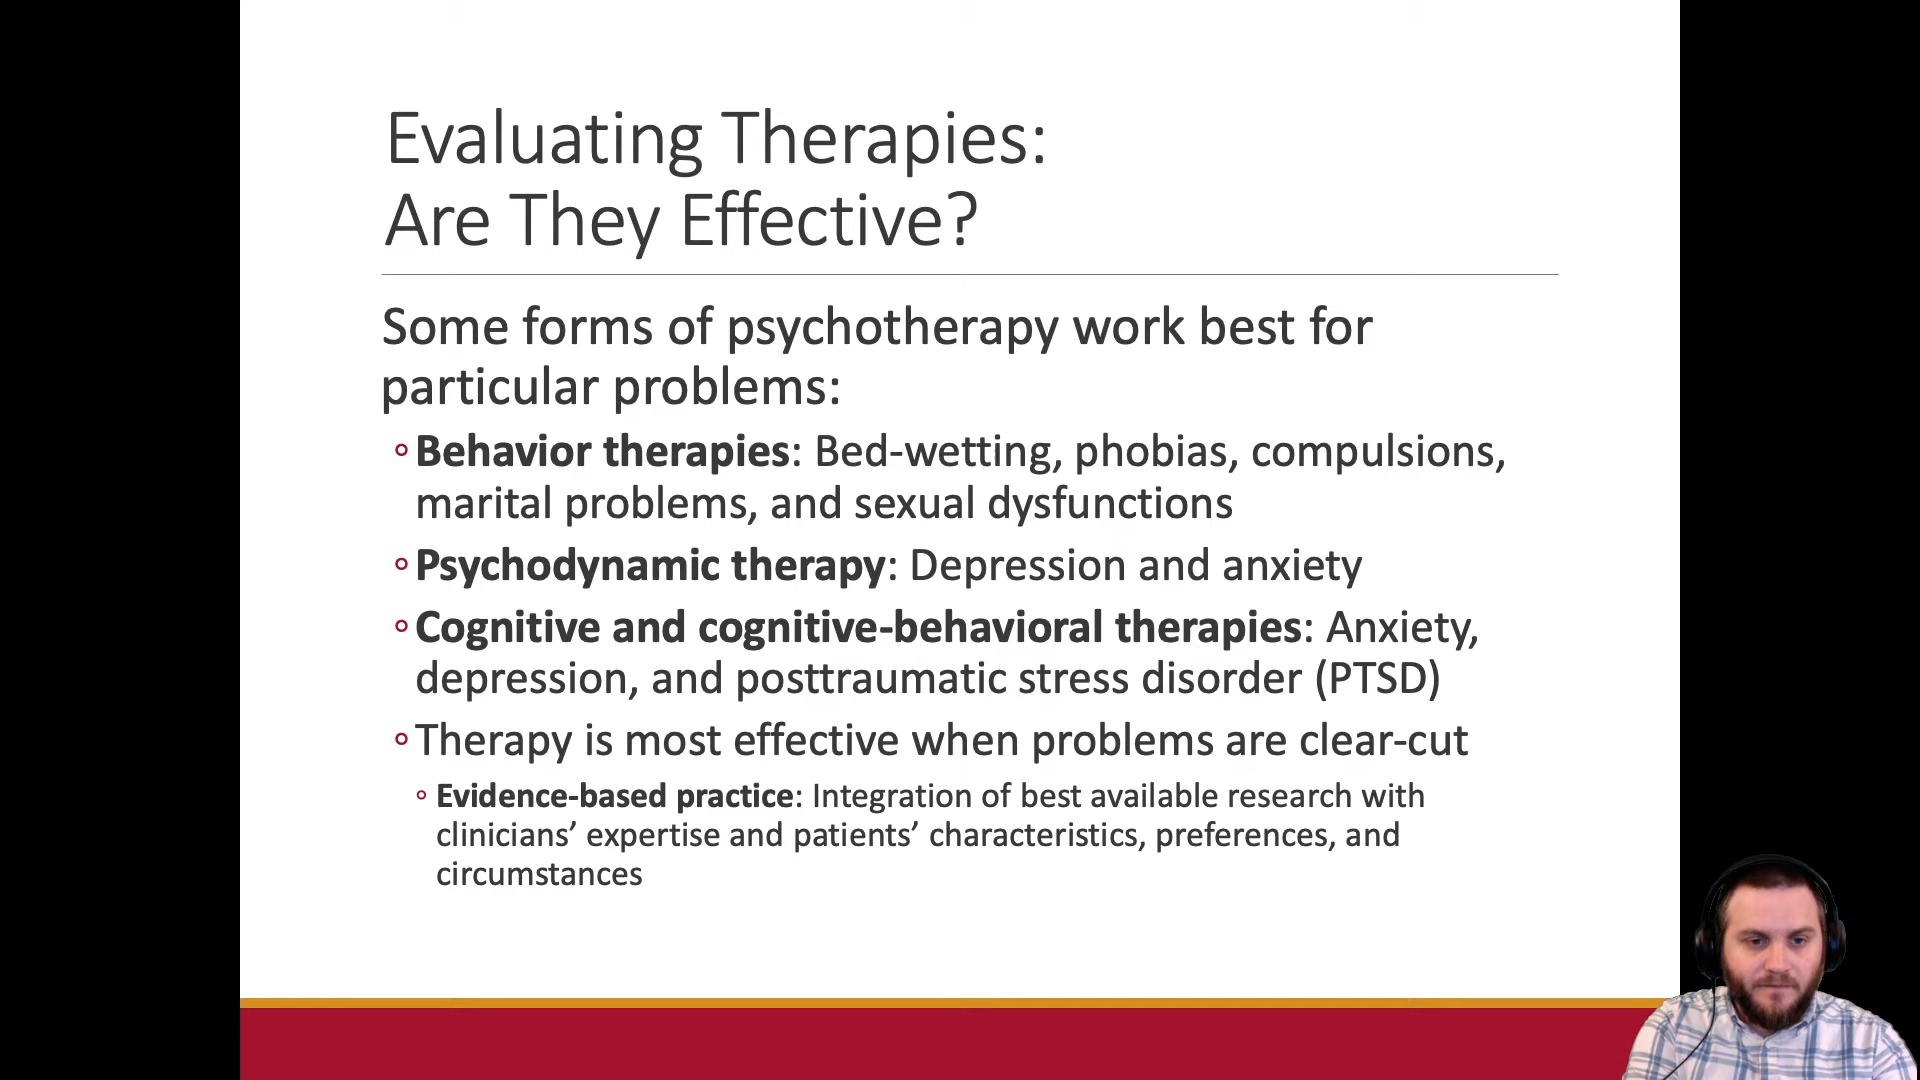 Evaluating Therapies:
Are They Effective?
Some forms of psychotherapy work best for
particular problems:
◦Behavior therapies: Bed-wetting, phobias, compulsions,
marital problems, and sexual dysfunctions
◦Psychodynamic therapy: Depression and anxiety
◦Cognitive and cognitive-behavioral therapies: Anxiety,
depression, and posttraumatic stress disorder (PTSD)
◦Therapy is most effective when problems are clear-cut
◦ Evidence-based practice: Integration of best available research with
clinicians’ expertise and patients’ characteristics, preferences, and
circumstances